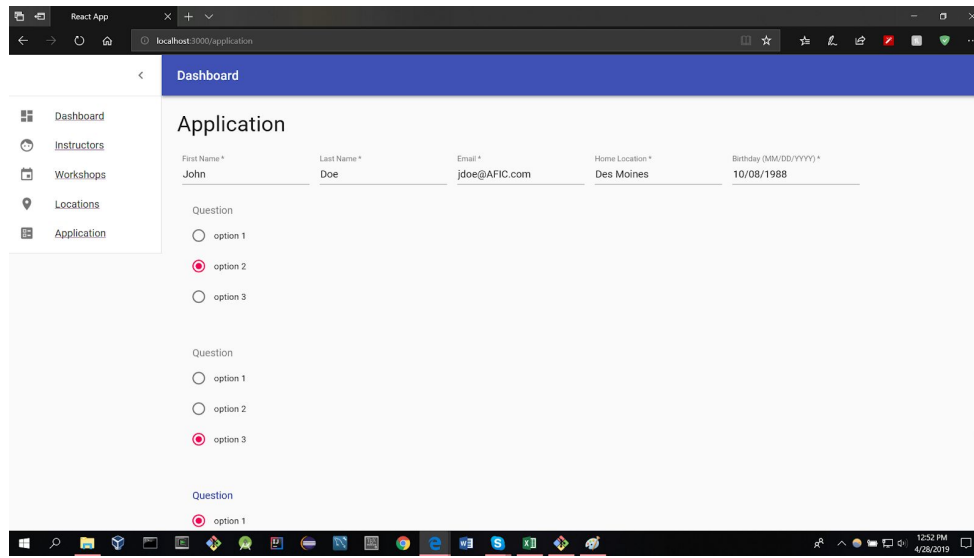 React App
localhost:3000/application
Dashboard
Dashboard
Instructors
Workshops
Locations
Application
Application
First Name * Last Name * Email * Home Location * Birthday (MM/DD/YYYY) *
John Doe jdoe@AFIC.com Des Moines 10/08/1988
Question
option 1
option 2
option 3
Question
option 1
option 2
option 3
Question
option 1
12:52 PM
4/28/2019